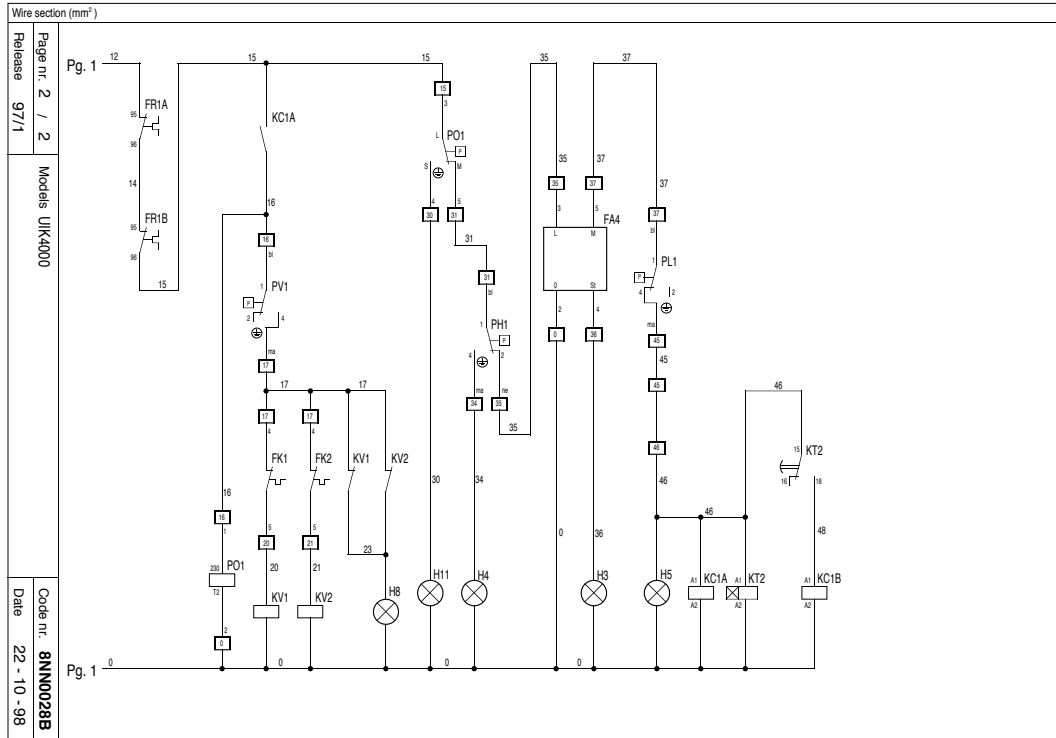 Wire section (mm²)
Page nr. 2 / 2
Release 97/1
Models UIK4000
Code nr. 8NN0028B
Date 22 - 10 - 98
Pg. 1
12
15
15
35
37
95
FR1A
96
14
95
FR1B
96
15
KC1A
16
16
bl
1
PV1
P
2
4
ma
17
17
17
17
4
17
4
FK1
FK2
KV1
KV2
5
20
5
21
20
21
23
KV1
KV2
H8
16
16
1
230
PO1
T2
2
0
15
3
L
PO1
P
S
M
4
30
5
31
31
31
bl
1
PH1
P
4
2
ma
34
ne
35
35
30
34
H11
H4
35
37
35
37
3
5
FA4
L
M
0
St
2
4
0
36
0
36
H3
37
37
bl
1
PL1
P
4
2
ma
45
45
45
46
46
46
46
H5
A1
KC1A
A2
A1
KT2
A2
15
KT2
16
18
48
A1
KC1B
A2
Pg. 1
0
0
0
0